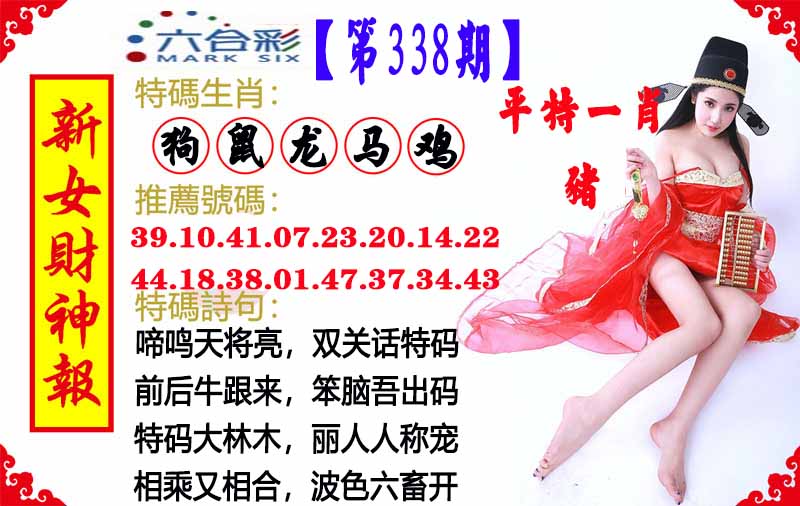 六合彩
MARK SIX
【第338期】
新女財神報
特碼生肖：
狗鼠龙马鸡
平特一肖
豬
推薦號碼：
39.10.41.07.23.20.14.22
44.18.38.01.47.37.34.43
特碼詩句：
啼鸣天将亮，双关话特码
前后牛跟来，笨脑吾出码
特码大林木，丽人人称宠
相乘又相合，波色六畜开